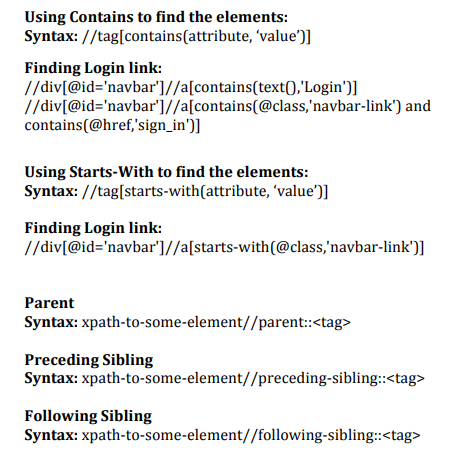 Using Contains to find the elements:
Syntax: //tag[contains(attribute, ‘value’)]
Finding Login link:
//div[@id='navbar']//a[contains(text(),'Login')]
//div[@id='navbar']//a[contains(@class,'navbar-link') and
contains(@href,'sign_in')]
Using Starts-With to find the elements:
Syntax: //tag[starts-with(attribute, ‘value’)]
Finding Login link:
//div[@id='navbar']//a[starts-with(@class,'navbar-link')]
Parent
Syntax: xpath-to-some-element//parent::<tag>
Preceding Sibling
Syntax: xpath-to-some-element//preceding-sibling::<tag>
Following Sibling
Syntax: xpath-to-some-element//following-sibling::<tag>